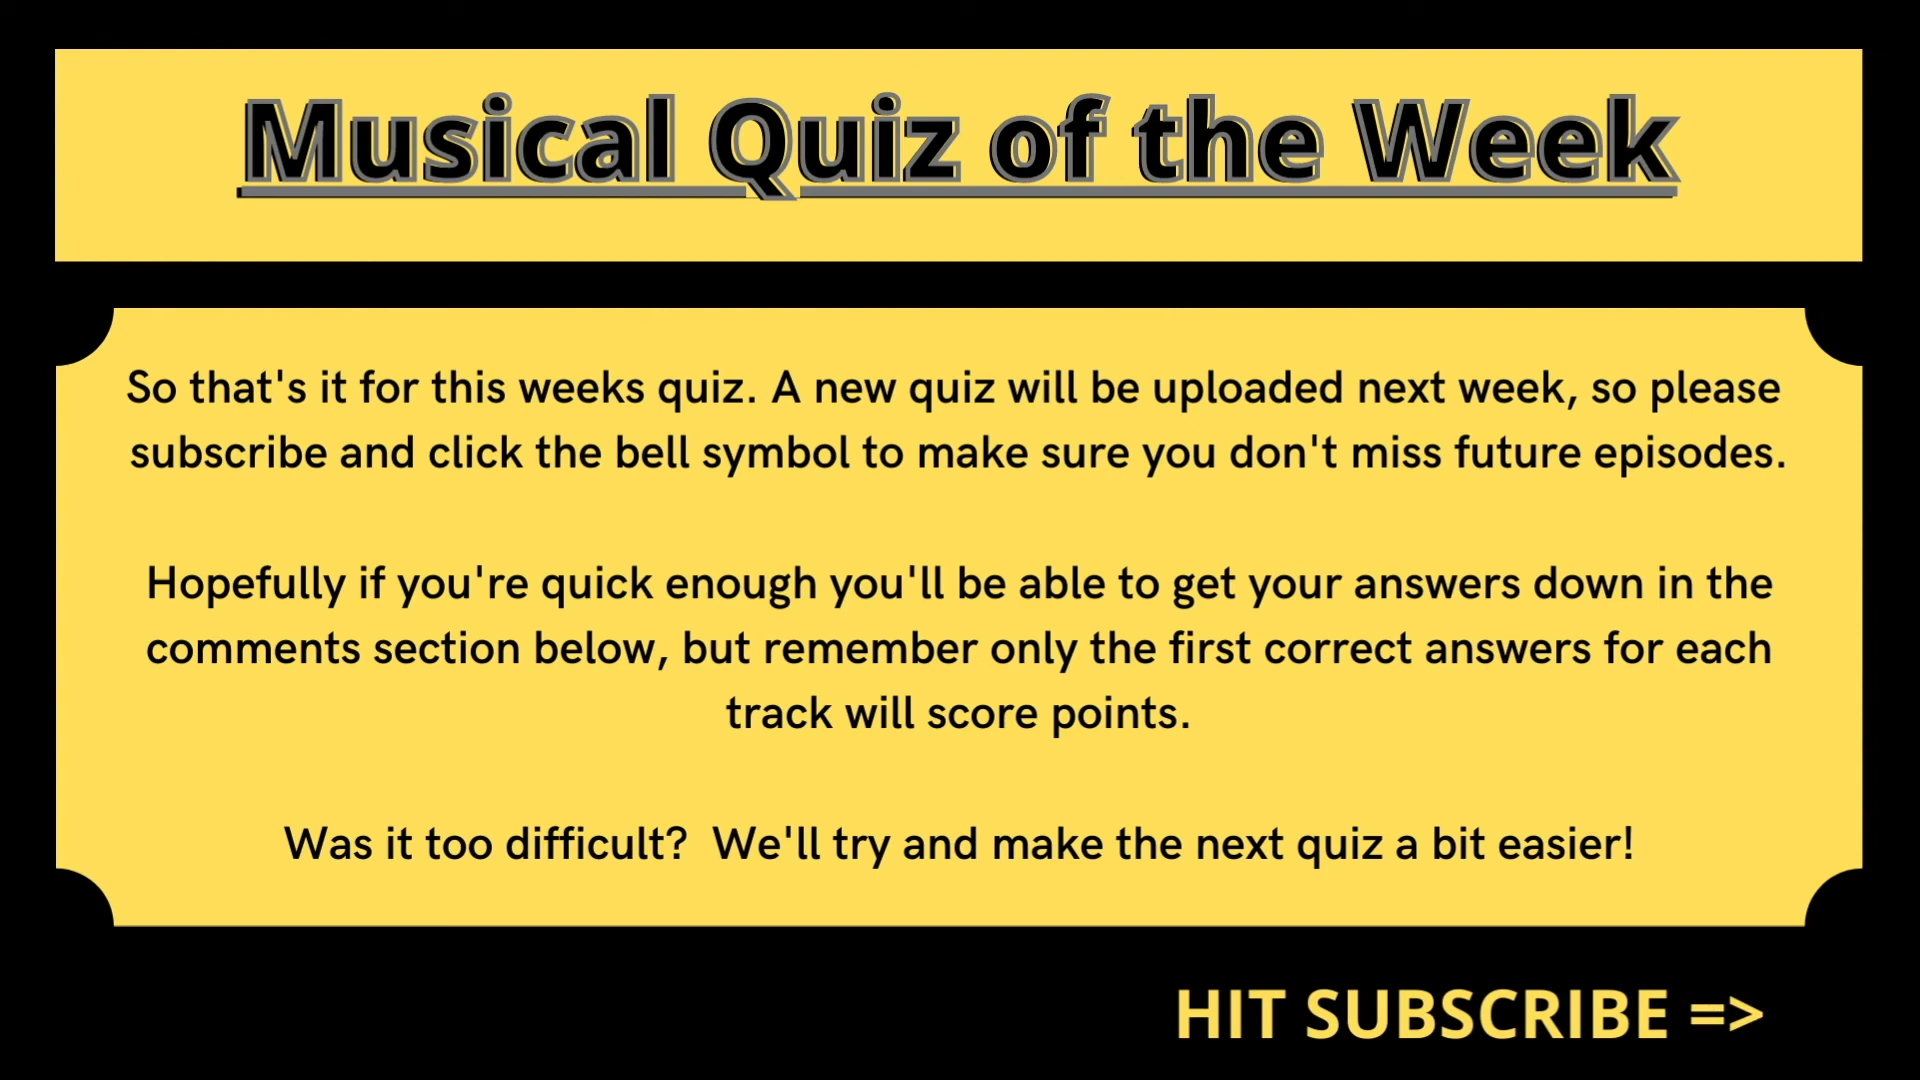 Musical Quiz of the Week
So that's it for this weeks quiz. A new quiz will be uploaded next week, so please
subscribe and click the bell symbol to make sure you don't miss future episodes.
Hopefully if you're quick enough you'll be able to get your answers down in the
comments section below, but remember only the first correct answers for each
track will score points.
Was it too difficult?  We'll try and make the next quiz a bit easier!
HIT SUBSCRIBE =>